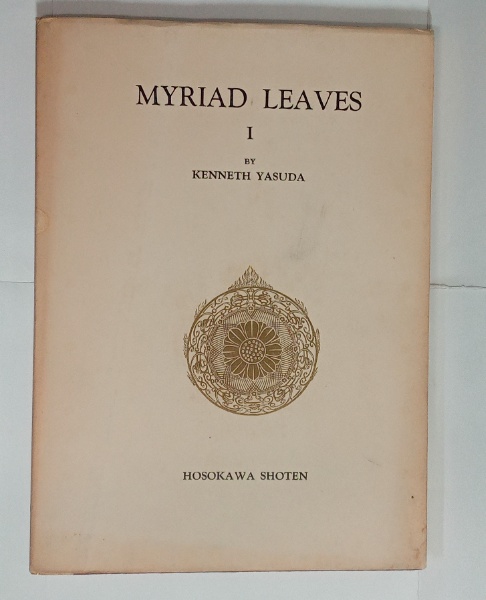 MYRIAD LEAVES
I
BY
KENNETH YASUDA
HOSOKAWA SHOTEN